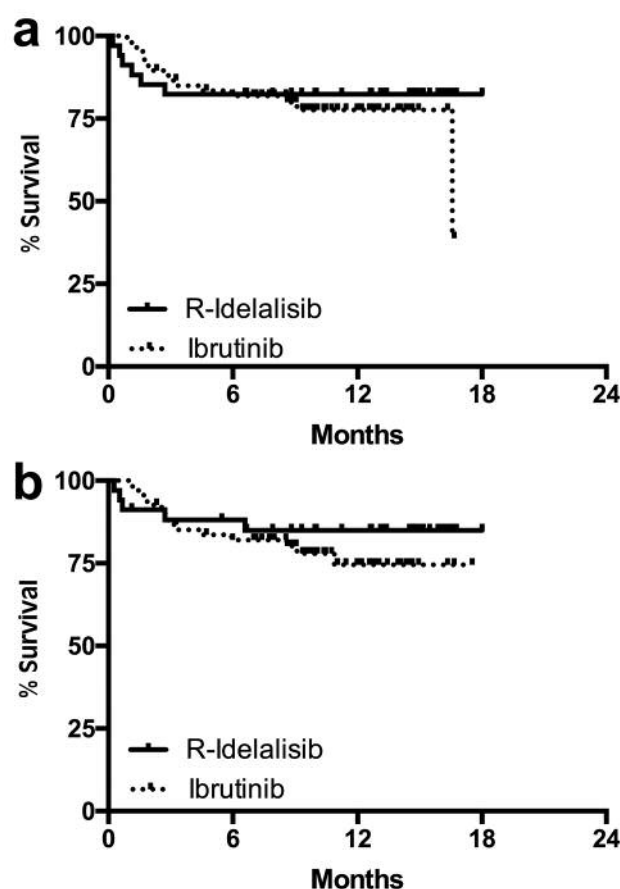 a
% Survival
100
75
50
25
0
R-Idelalisib
Ibrutinib
0 6 12 18 24
Months
b
% Survival
100
75
50
25
0
R-Idelalisib
Ibrutinib
0 6 12 18 24
Months